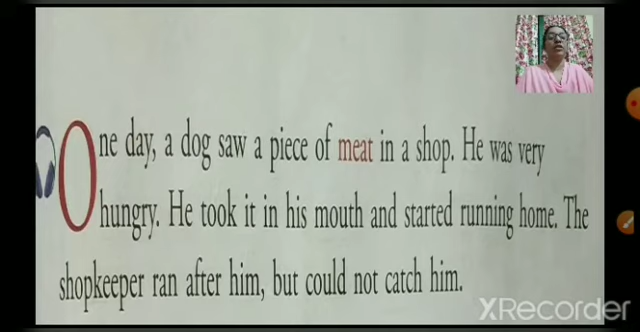 One day, a dog saw a piece of meat in a shop. He was very
hungry. He took it in his mouth and started running home. The
shopkeeper ran after him, but could not catch him.
XRecorder